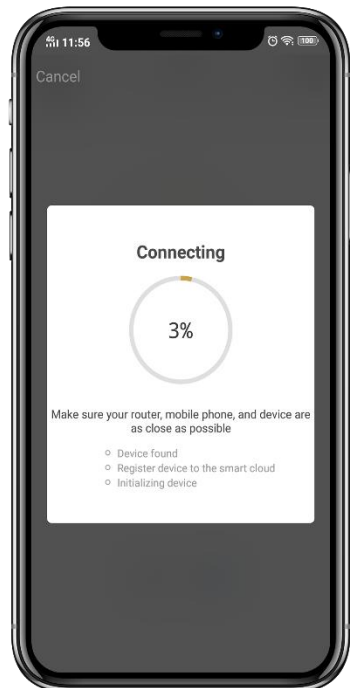 4G 11:56 100
Cancel
Connecting
3%
Make sure your router, mobile phone, and device are
as close as possible
Device found
Register device to the smart cloud
Initializing device